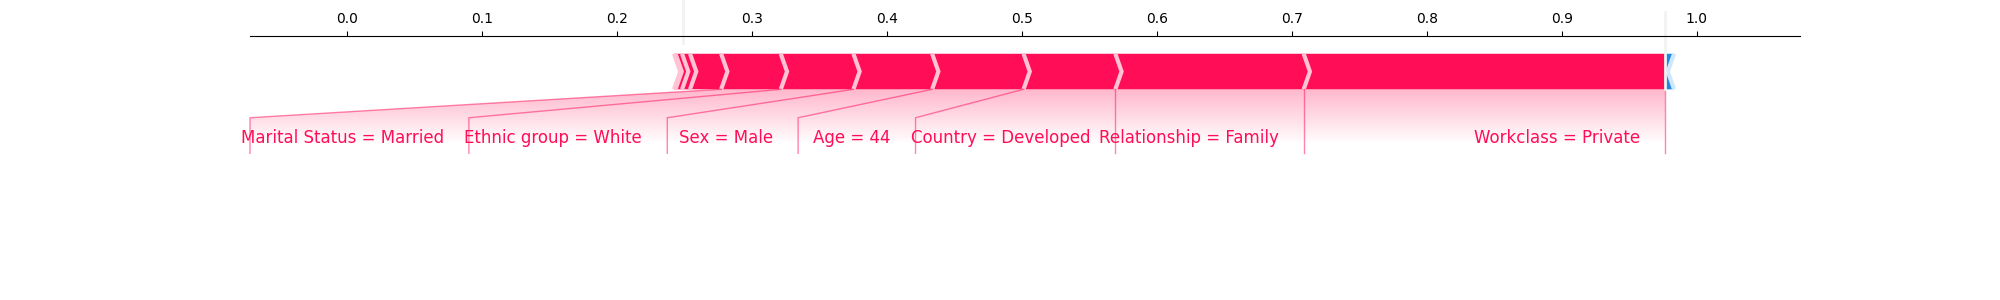 0.0 0.1 0.2 0.3 0.4 0.5 0.6 0.7 0.8 0.9 1.0
Marital Status = Married Ethnic group = White Sex = Male Age = 44 Country = Developed Relationship = Family Workclass = Private